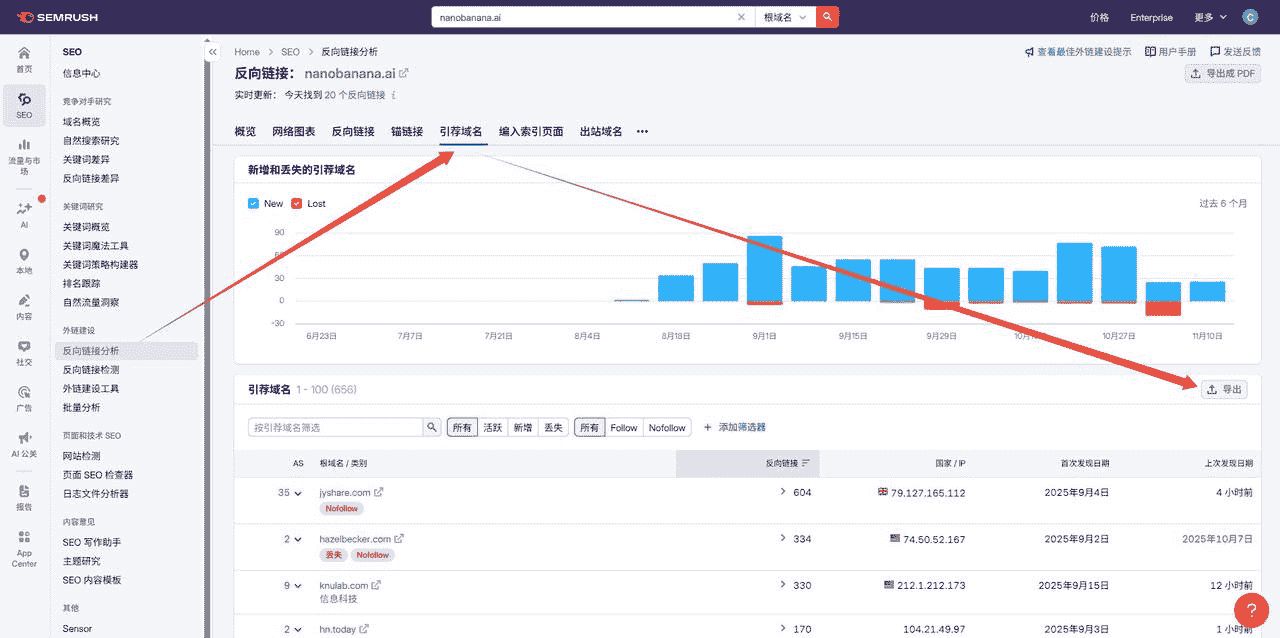 SEMRUSH
nanobanana.ai
根域名
价格
Enterprise
更多
C
首页
SEO
流量与市场
AI
本地
内容
社交
广告
AI 公关
报告
App Center
SEO
信息中心
竞争对手研究
域名概览
自然搜索研究
关键词差异
反向链接差异
关键词研究
关键词概览
关键词魔法工具
关键词策略构建器
排名跟踪
自然流量洞察
外链建设
反向链接分析
反向链接检测
外链建设工具
批量分析
页面和技术 SEO
网站检测
页面 SEO 检查器
日志文件分析器
内容意见
SEO 写作助手
主题研究
SEO 内容模板
其他
Sensor
Home > SEO > 反向链接分析
查看最佳外链建设提示
用户手册
发送反馈
反向链接： nanobanana.ai
导出成 PDF
实时更新： 今天找到 20 个反向链接 i
概览 网络图表 反向链接 锚链接 引荐域名 编入索引页面 出站域名 •••
新增和丢失的引荐域名
New Lost
过去 6 个月
90
30
0
-30
6月23日 7月7日 7月21日 8月4日 8月18日 9月1日 9月15日 9月29日 10月27日 11月10日
引荐域名 1 - 100 (656)
导出
按引荐域名筛选
所有 活跃 新增 丢失
所有 Follow Nofollow
+ 添加筛选器
AS 根域名 / 类别 反向链接 国家 / IP 首次发现日期 上次发现日期
35 jyshare.com 604 79.127.165.112 2025年9月4日 4 小时前
Nofollow
2 hazelbecker.com 334 74.50.52.167 2025年9月2日 2025年10月7日
丢失 Nofollow
9 knulab.com 330 212.1.212.173 2025年9月15日 12 小时前
信息科技
2 hn.today 170 104.21.49.97 2025年9月3日 1 小时前
?